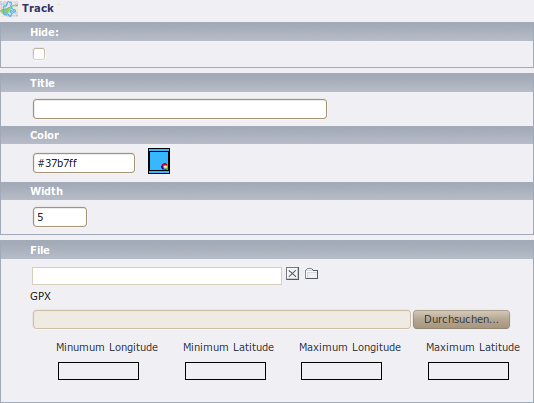 Track
Hide:
Title
Color
#37b7ff
Width
5
File
GPX
Durchsuchen...
Minumum Longitude Minimum Latitude Maximum Longitude Maximum Latitude